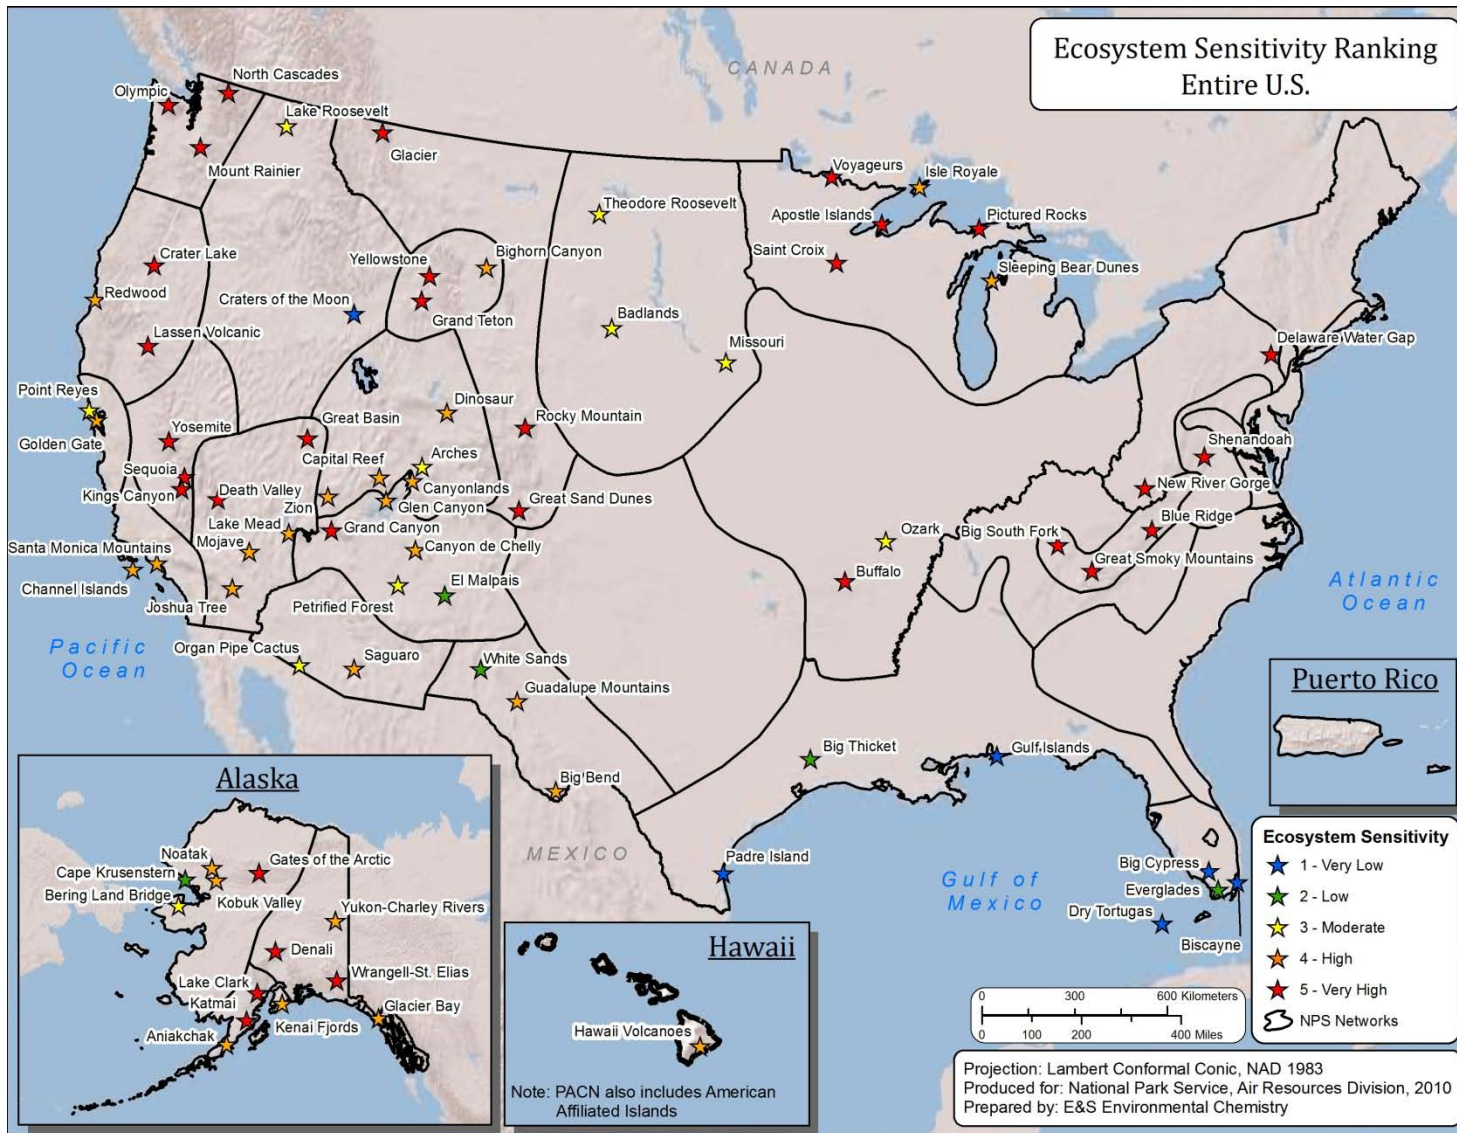 Ecosystem Sensitivity Ranking
Entire U.S.
CANADA
North Cascades
Olympic
Lake Roosevelt
Glacier
Mount Rainier
Voyageurs
Isle Royale
Theodore Roosevelt
Apostle Islands
Pictured Rocks
Crater Lake
Yellowstone
Bighorn Canyon
Saint Croix
Sleeping Bear Dunes
Redwood
Craters of the Moon
Grand Teton
Badlands
Lassen Volcanic
Missouri
Delaware Water Gap
Point Reyes
Dinosaur
Golden Gate
Yosemite
Great Basin
Rocky Mountain
Shenandoah
Sequoia
Capital Reef
Arches
Kings Canyon
Death Valley
Canyonlands
New River Gorge
Zion
Glen Canyon
Great Sand Dunes
Lake Mead
Grand Canyon
Ozark
Big South Fork
Blue Ridge
Santa Monica Mountains
Mojave
Canyon de Chelly
Great Smoky Mountains
Channel Islands
El Malpais
Buffalo
Atlantic
Ocean
Joshua Tree
Petrified Forest
Pacific
Ocean
Organ Pipe Cactus
Saguaro
White Sands
Guadalupe Mountains
Puerto Rico
Big Thicket
Gulf Islands
Big Bend
MEXICO
Padre Island
Gulf of
Mexico
Big Cypress
Everglades
Dry Tortugas
Biscayne
Alaska
Noatak
Gates of the Arctic
Cape Krusenstern
Bering Land Bridge
Kobuk Valley
Yukon-Charley Rivers
Denali
Lake Clark
Wrangell-St. Elias
Katmai
Glacier Bay
Aniakchak
Kenai Fjords
Hawaii
Hawaii Volcanoes
Note: PACN also includes American
Affiliated Islands
Ecosystem Sensitivity
1 - Very Low
2 - Low
3 - Moderate
4 - High
5 - Very High
NPS Networks
0 300 600 Kilometers
0 100 200 400 Miles
Projection: Lambert Conformal Conic, NAD 1983
Produced for: National Park Service, Air Resources Division, 2010
Prepared by: E&S Environmental Chemistry